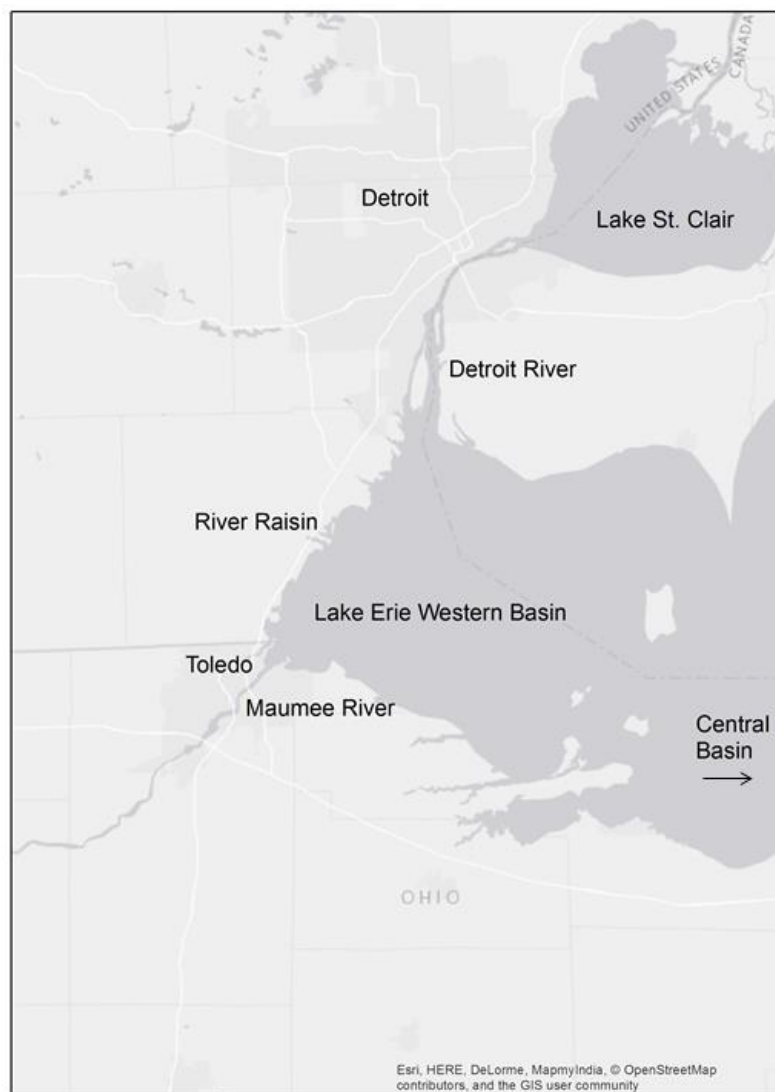 CANADA
UNITED STATES
Detroit
Lake St. Clair
Detroit River
River Raisin
Lake Erie Western Basin
Toledo
Maumee River
Central
Basin
OHIO
Esri, HERE, DeLorme, MapmyIndia, © OpenStreetMap
contributors, and the GIS user community